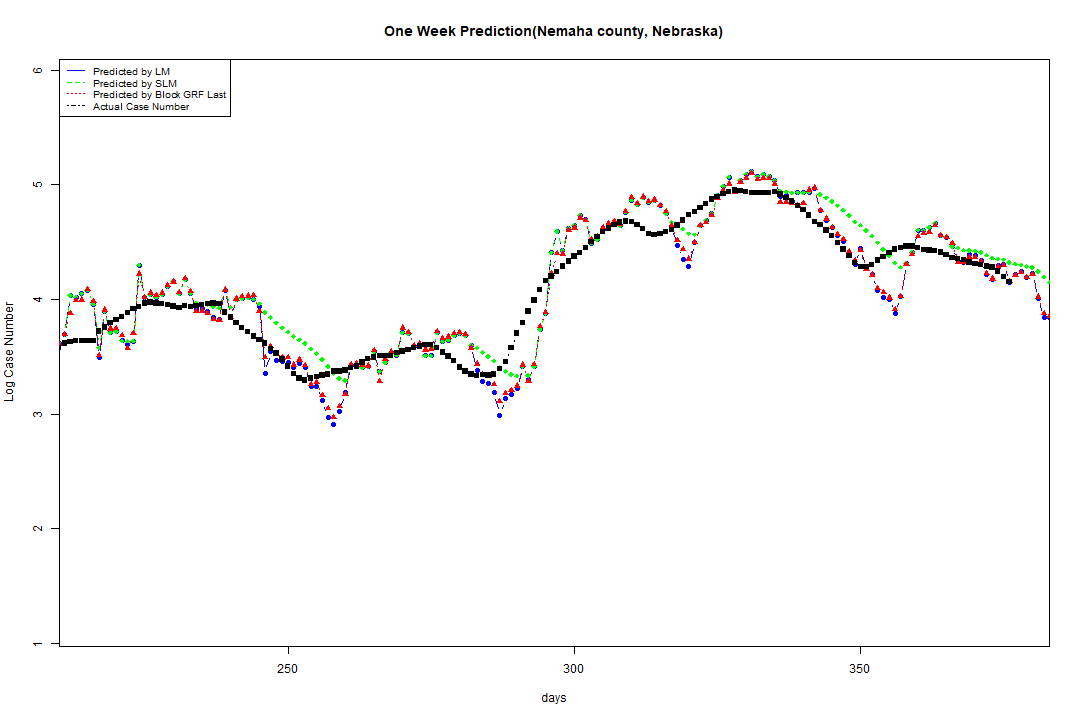 One Week Prediction(Nemaha county, Nebraska)
Predicted by LM
Predicted by SLM
Predicted by Block GRF Last
Actual Case Number
6
5
4
3
2
1
Log Case Number
250 300 350
days